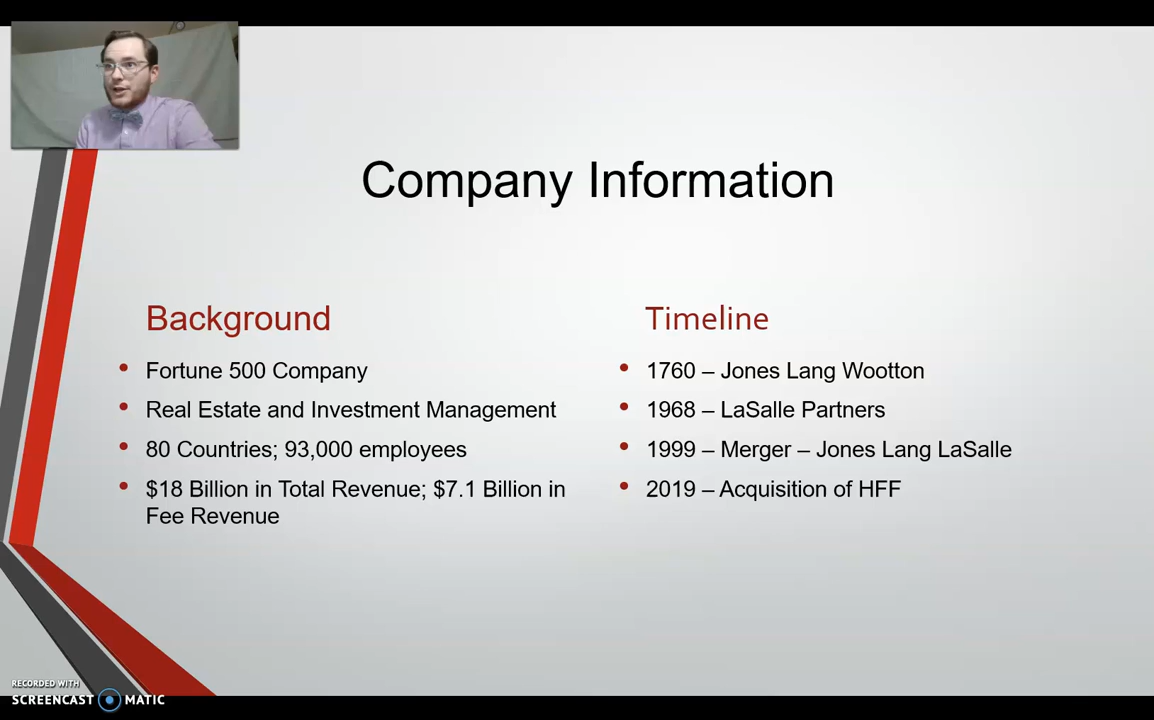 Company Information
Background
Fortune 500 Company
Real Estate and Investment Management
80 Countries; 93,000 employees
$18 Billion in Total Revenue; $7.1 Billion in
Fee Revenue
Timeline
1760 – Jones Lang Wootton
1968 – LaSalle Partners
1999 – Merger – Jones Lang LaSalle
2019 – Acquisition of HFF
RECORDED WITH
SCREENCAST MATIC